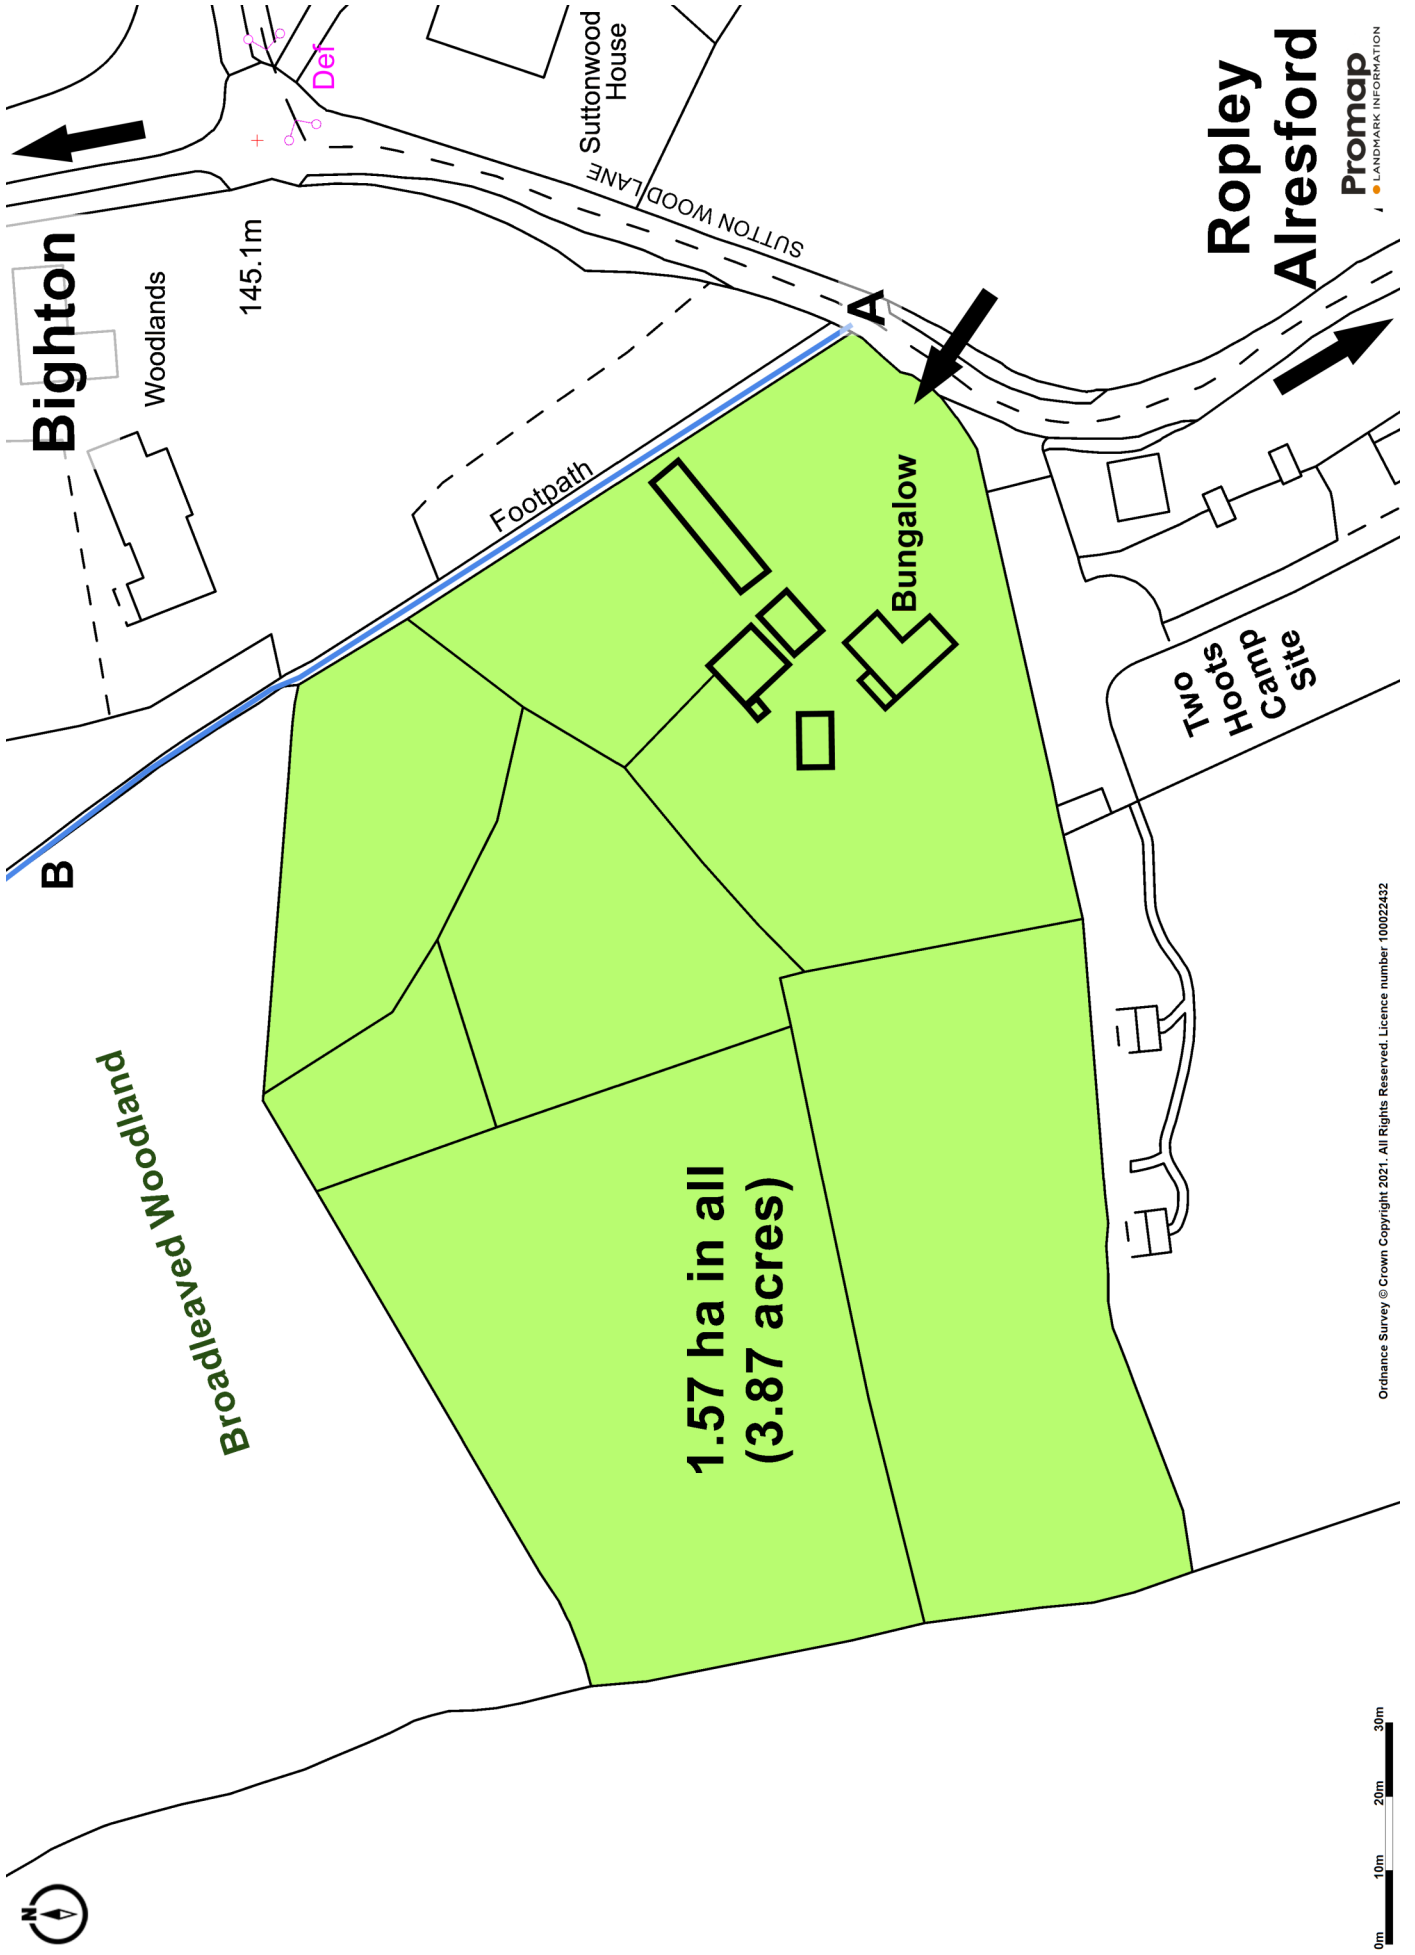 N
Bighton
Woodlands
145.1m
Def
Suttonwood
House
SUTTON WOOD LANE
Footpath
A
B
Broadleaved Woodland
Bungalow
1.57 ha in all
(3.87 acres)
Two
Hoots
Camp
Site
Ropley
Alresford
Promap
LANDMARK INFORMATION
Ordnance Survey © Crown Copyright 2021. All Rights Reserved. Licence number 100022432
0m 10m 20m 30m